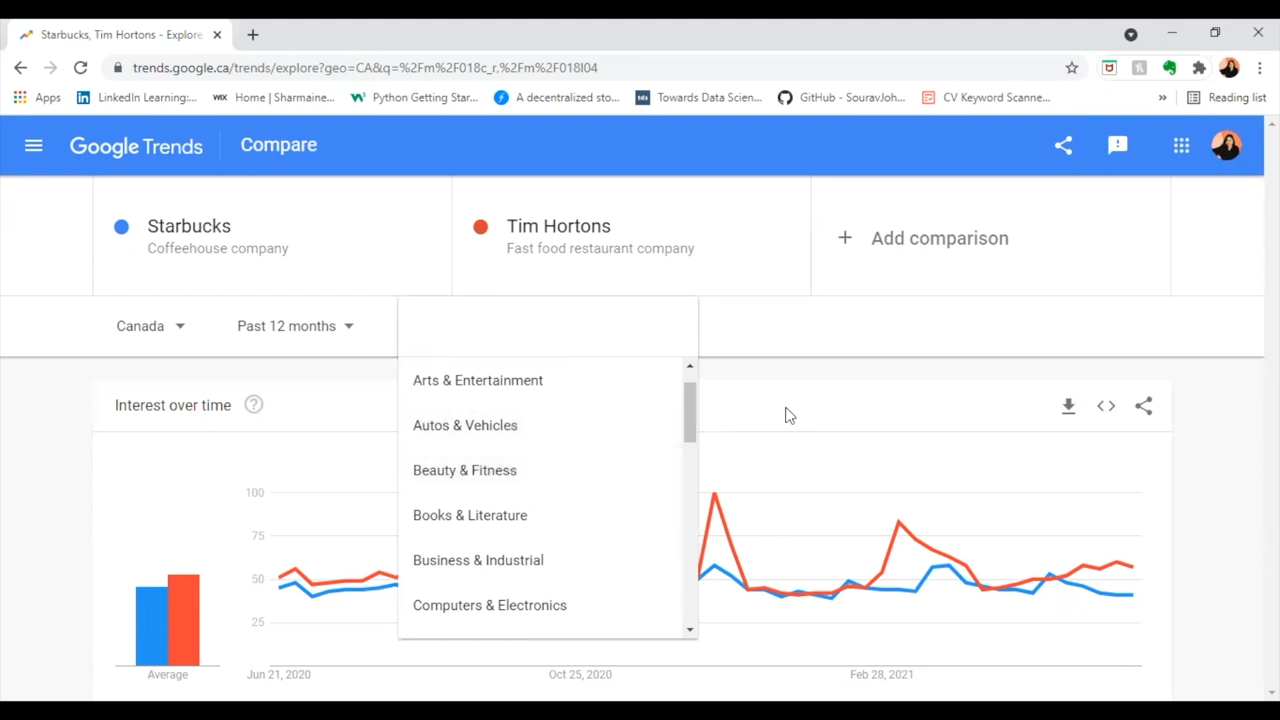 Starbucks, Tim Hortons - Explore
trends.google.ca/trends/explore?geo=CA&q=%2Fm%2F018c_r,%2Fm%2F018l04
Apps
LinkedIn Learning:...
WIX
Home | Sharmaine...
Python Getting Star...
A decentralized sto...
tds
Towards Data Scien...
GitHub - SouravJoh...
CV Keyword Scanne...
»
Reading list
Google Trends
Compare
Starbucks
Coffeehouse company
Tim Hortons
Fast food restaurant company
+ Add comparison
Canada
Past 12 months
Arts & Entertainment
Autos & Vehicles
Beauty & Fitness
Books & Literature
Business & Industrial
Computers & Electronics
Interest over time
?
100
75
50
25
Average
Jun 21, 2020
Oct 25, 2020
Feb 28, 2021